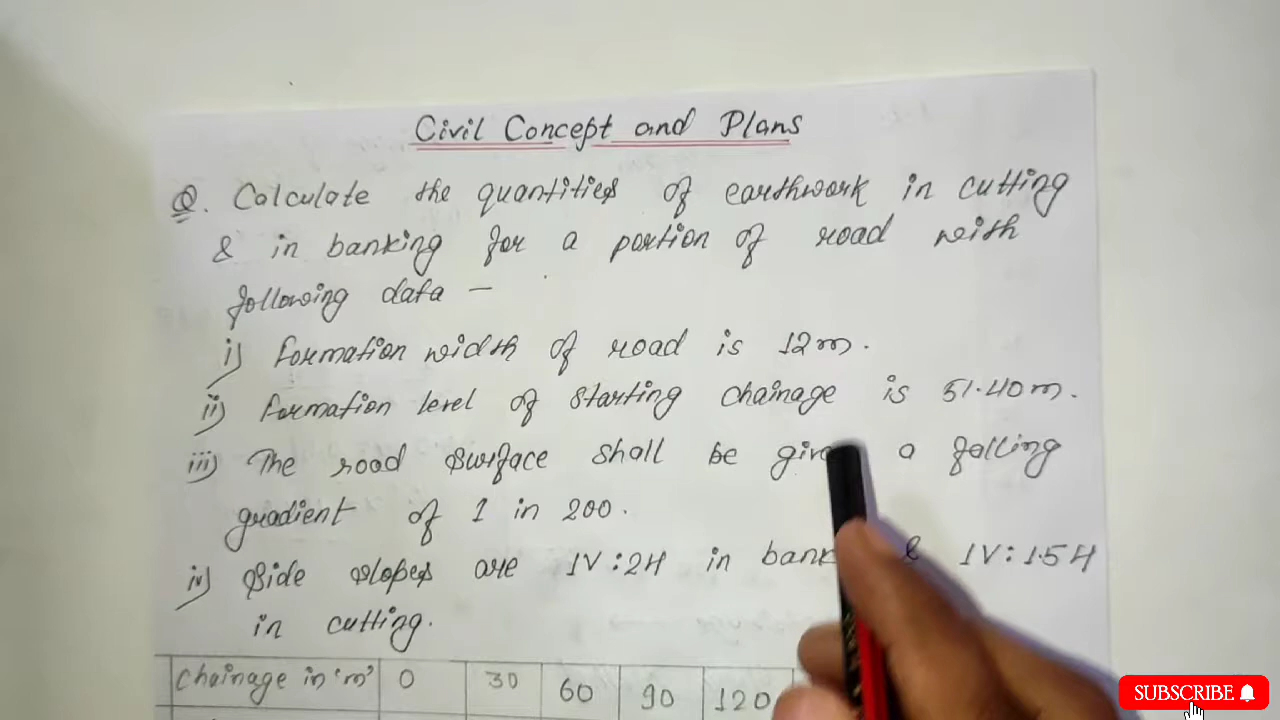 Civil Concept and Plans
Q. Calculate the quantities of earthwork in cutting
& in banking for a portion of road with
following data —
i) formation width of road is 12m.
ii) formation level of starting chainage is 51.40m.
iii) The road surface shall be given a falling
gradient of 1 in 200.
iv) Side slopes are 1V:2H in bank & 1V:1.5H
in cutting.
chainage in 'm' 0 30 60 90 120
SUBSCRIBE